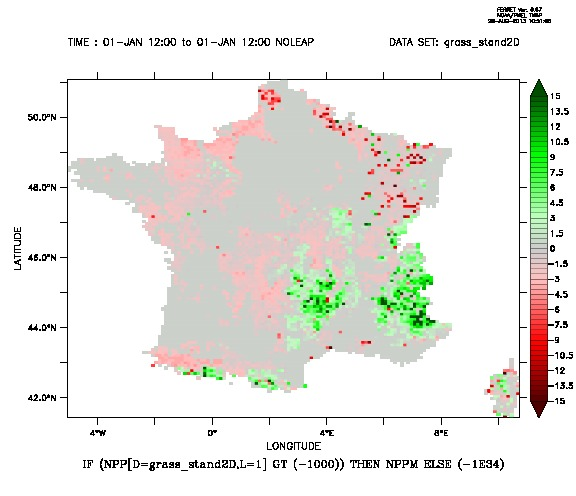 FERRET Ver. 6.67
NOAA/PMEL TMAP
TIME : 01-JAN 12:00 to 01-JAN 12:00 NOLEAP
DATA SET: grass_stand2D
15
13.5
12
10.5
9
7.5
6
4.5
3
1.5
0
-1.5
-3
-4.5
-6
-7.5
-9
-10.5
-12
-13.5
-15
50.0°N
48.0°N
46.0°N
44.0°N
42.0°N
LATITUDE
4°W
0°
4°E
8°E
LONGITUDE
IF (NPP[D=grass_stand2D,L=1] GT (-1000)) THEN NPPM ELSE (-1E34)